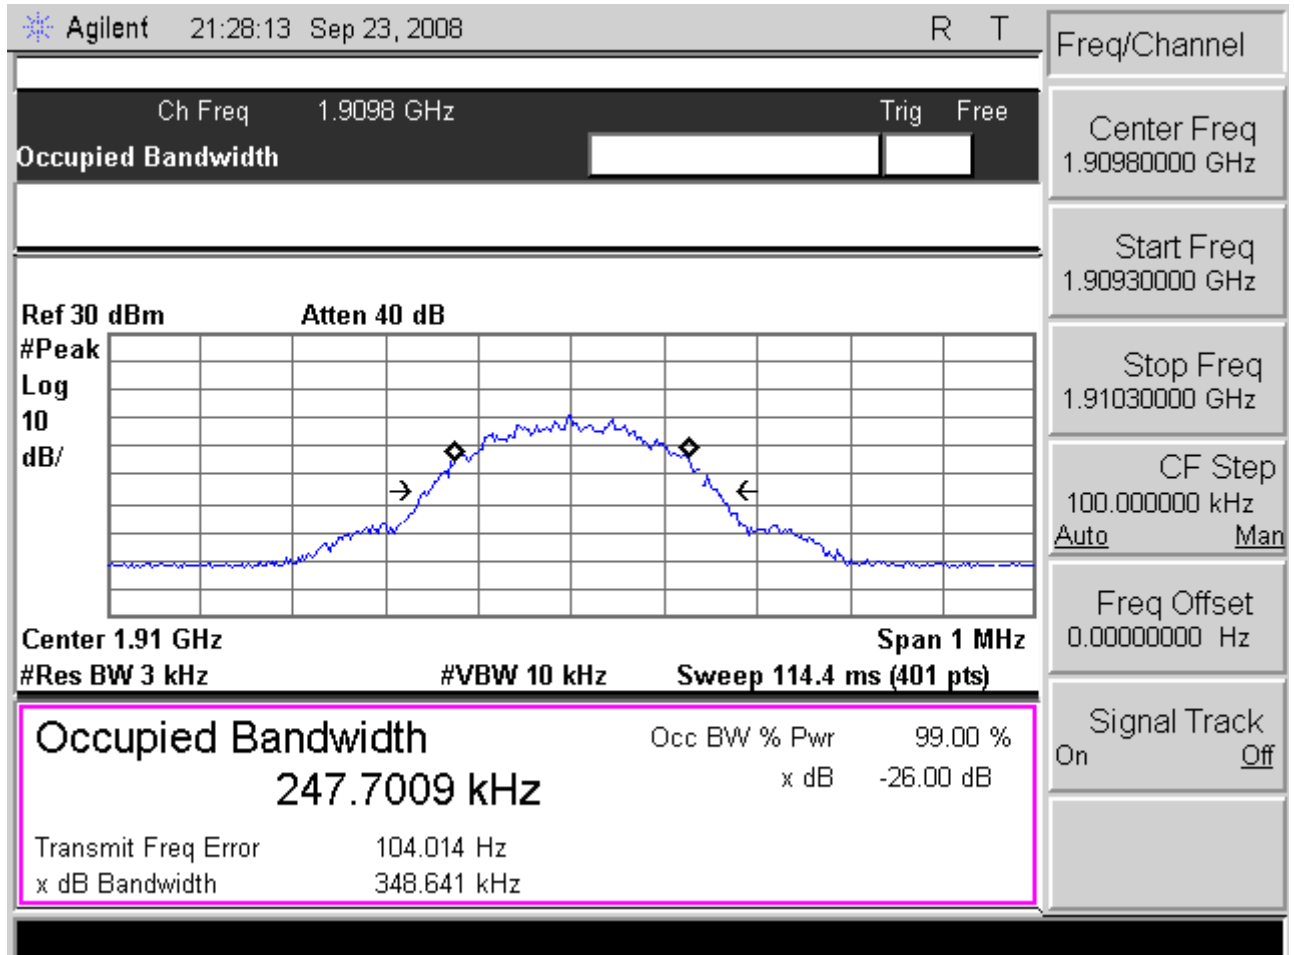 Agilent 21:28:13 Sep 23, 2008 R T
Freq/Channel
Ch Freq 1.9098 GHz Trig Free
Occupied Bandwidth
Center Freq
1.90980000 GHz
Start Freq
1.90930000 GHz
Stop Freq
1.91030000 GHz
CF Step
100.000000 kHz
Auto Man
Freq Offset
0.00000000 Hz
Signal Track
On Off
Ref 30 dBm Atten 40 dB
#Peak
Log
10
dB/
Center 1.91 GHz Span 1 MHz
#Res BW 3 kHz #VBW 10 kHz Sweep 114.4 ms (401 pts)
Occupied Bandwidth Occ BW % Pwr 99.00 %
247.7009 kHz x dB -26.00 dB
Transmit Freq Error 104.014 Hz
x dB Bandwidth 348.641 kHz